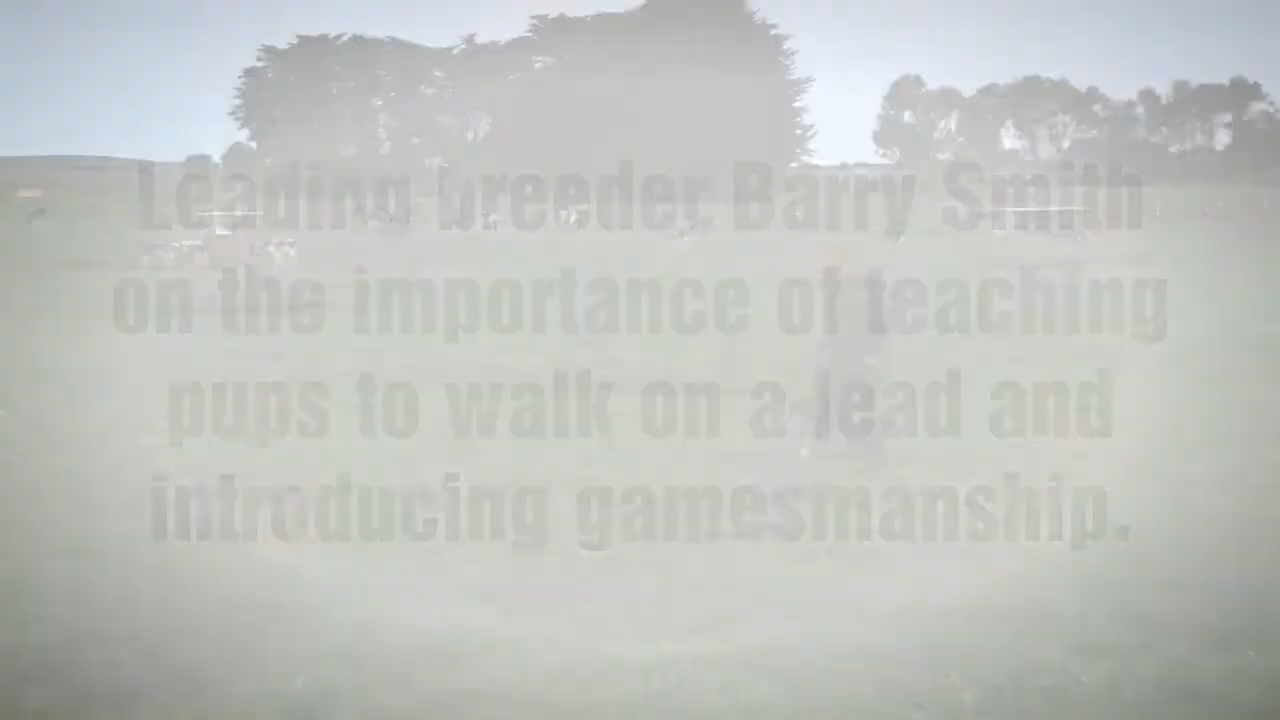 Leading breeder, Barry Smith
on the importance of teaching
pups to walk on a lead and
introducing gamesmanship.